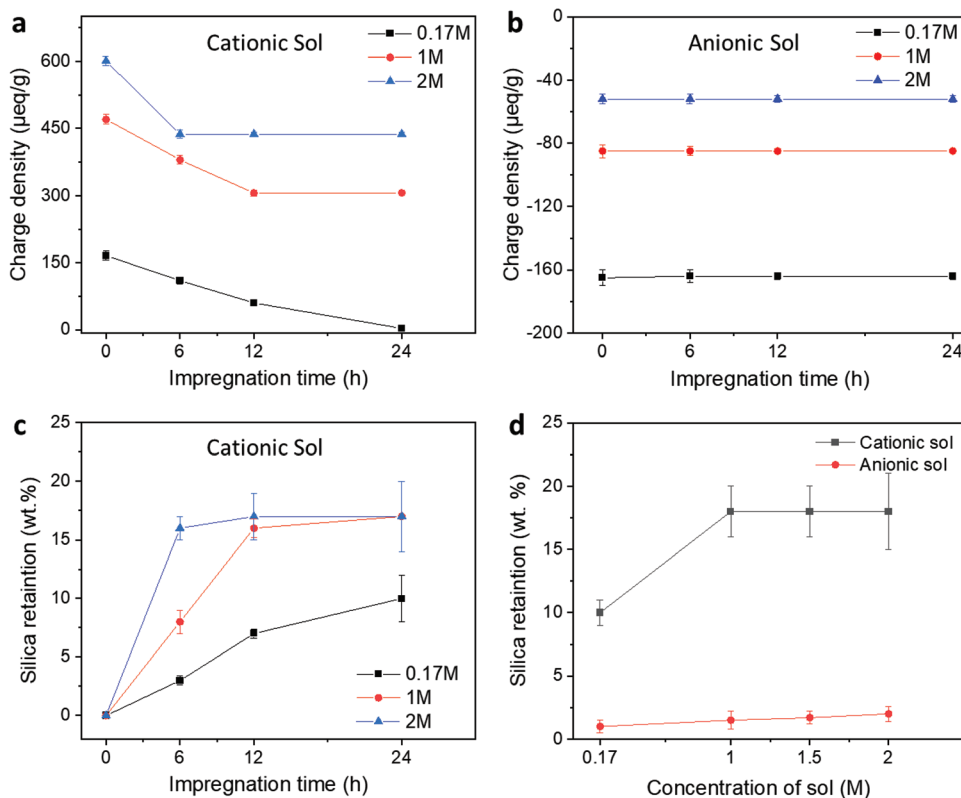 a
Cationic Sol
0.17M
1M
2M
600
450
300
150
0
Charge density (μeq/g)
0 6 12 24
Impregnation time (h)
b
Anionic Sol
0.17M
1M
2M
0
-40
-80
-120
-160
-200
Charge density (μeq/g)
0 6 12 24
Impregnation time (h)
c
Cationic Sol
25
20
15
10
5
0
Silica retaintion (wt.%)
0.17M
1M
2M
0 6 12 24
Impregnation time (h)
d
Cationic sol
Anionic sol
25
20
15
10
5
0
Silica retaintion (wt. %)
0.17 1 1.5 2
Concentration of sol (M)